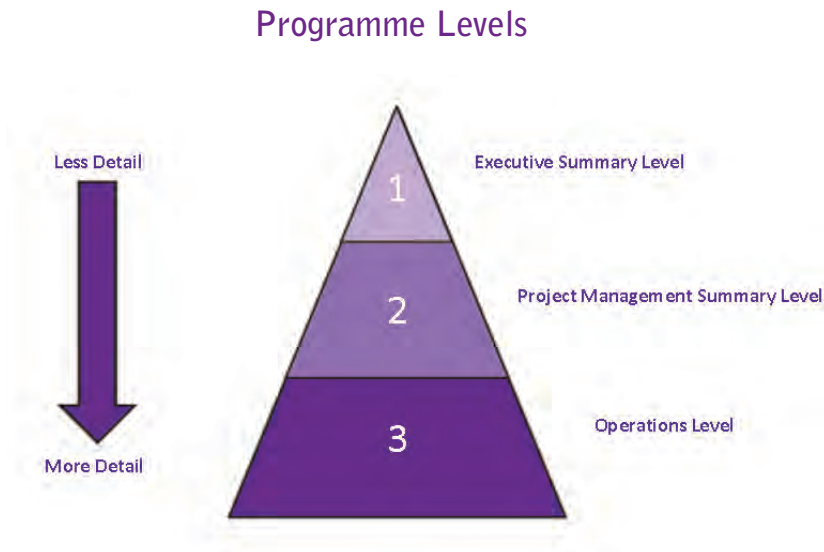 Programme Levels
Less Detail
Executive Summary Level
1
Project Management Summary Level
2
Operations Level
3
More Detail